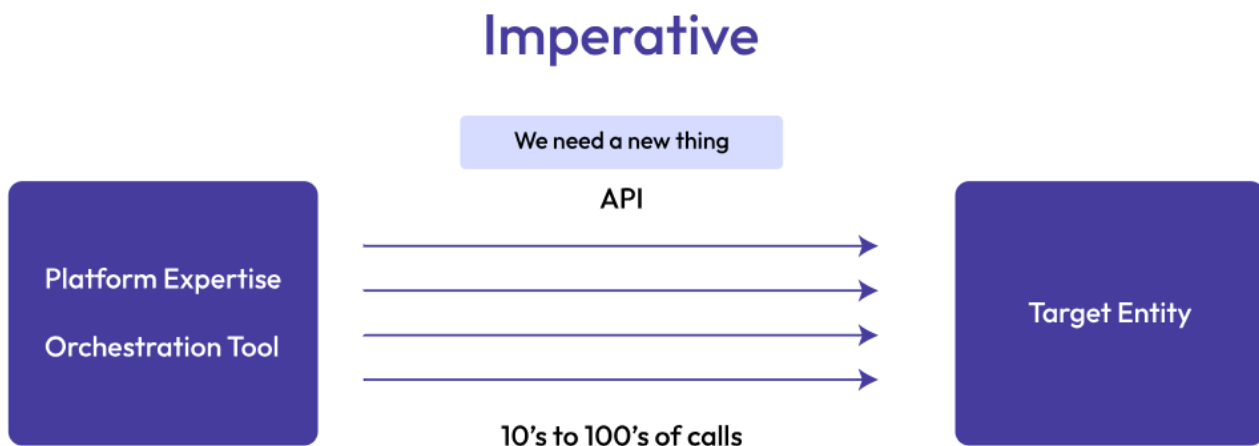 Imperative
We need a new thing
API
Platform Expertise
Orchestration Tool
Target Entity
10's to 100's of calls